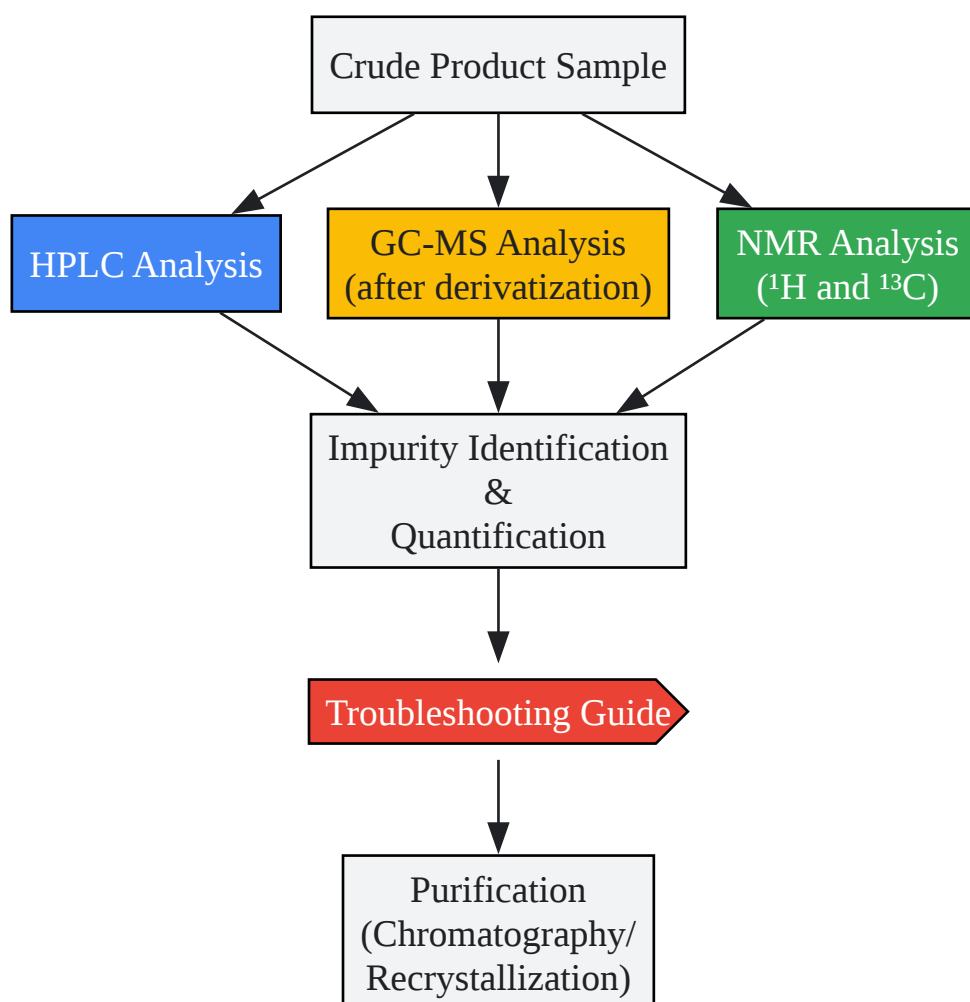 Crude Product Sample
HPLC Analysis
GC-MS Analysis
(after derivatization)
NMR Analysis
(¹H and ¹³C)
Impurity Identification
&
Quantification
Troubleshooting Guide
Purification
(Chromatography/
Recrystallization)